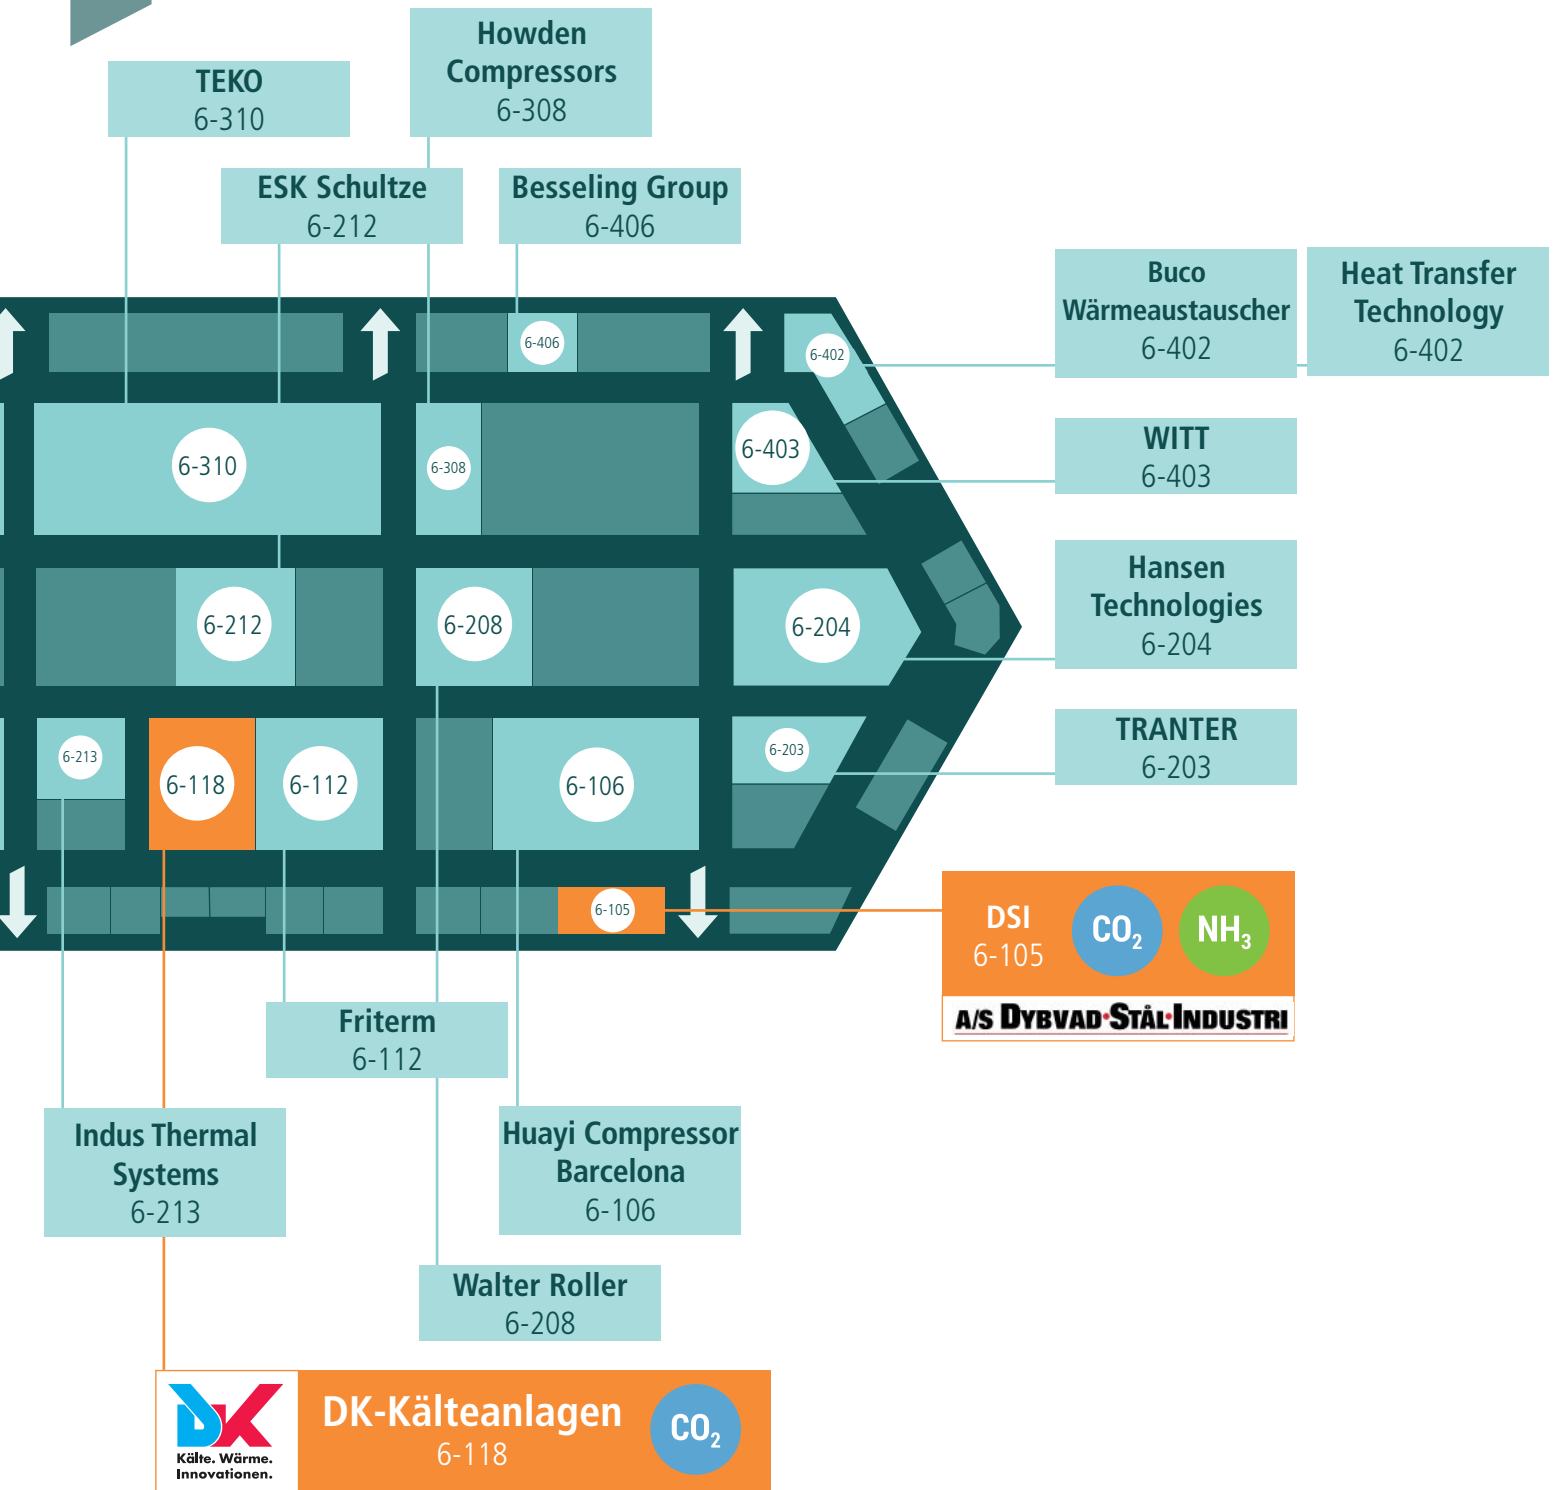 Howden
Compressors
6-308
TEKO
6-310
ESK Schultze
6-212
Besseling Group
6-406
Buco
Wärmeaustauscher
6-402
Heat Transfer
Technology
6-402
6-406
6-402
6-310
6-308
6-403
WITT
6-403
Hansen
Technologies
6-204
6-212
6-208
6-204
TRANTER
6-203
6-213
6-118
6-112
6-106
6-203
6-105
DSI
6-105
CO₂
NH₃
A/S DYBVAD·STÅL·INDUSTRI
Friterm
6-112
Indus Thermal
Systems
6-213
Huayi Compressor
Barcelona
6-106
Walter Roller
6-208
DK
Kälte. Wärme.
Innovationen.
DK-Kälteanlagen
6-118
CO₂